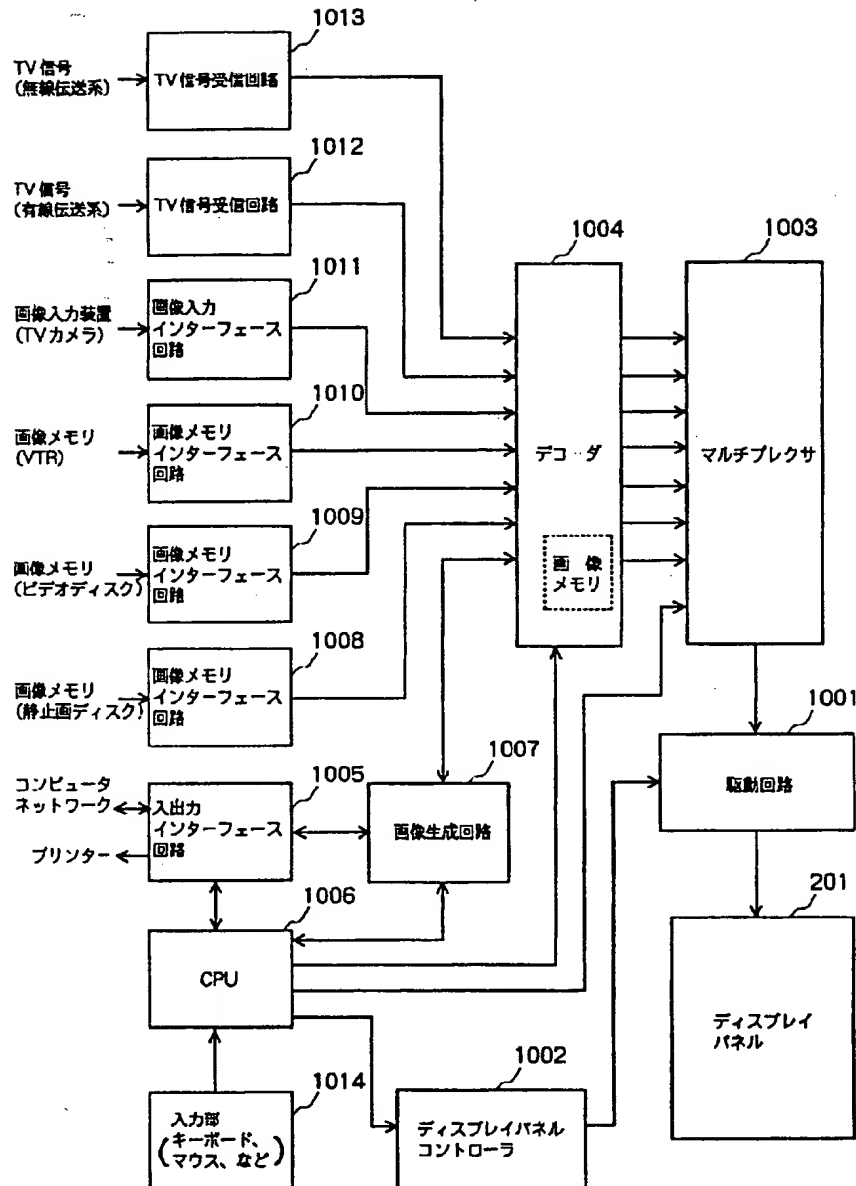 1013
TV信号
(無線伝送系)
TV信号受信回路
1012
TV信号
(有線伝送系)
TV信号受信回路
1004
1003
1011
画像入力装置
(TVカメラ)
画像入力
インターフェース
回路
1010
画像メモリ
(VTR)
画像メモリ
インターフェース
回路
デコーダ
マルチプレクサ
1009
画像メモリ
(ビデオディスク)
画像メモリ
インターフェース
回路
画 像
メモリ
1008
画像メモリ
(静止画ディスク)
画像メモリ
インターフェース
回路
1001
駆動回路
1007
画像生成回路
1005
コンピュータ
ネットワーク
プリンター
入出力
インターフェース
回路
1006
CPU
201
ディスプレイ
パネル
1014
入力部
(キーボード、
マウス、など)
1002
ディスプレイパネル
コントローラ